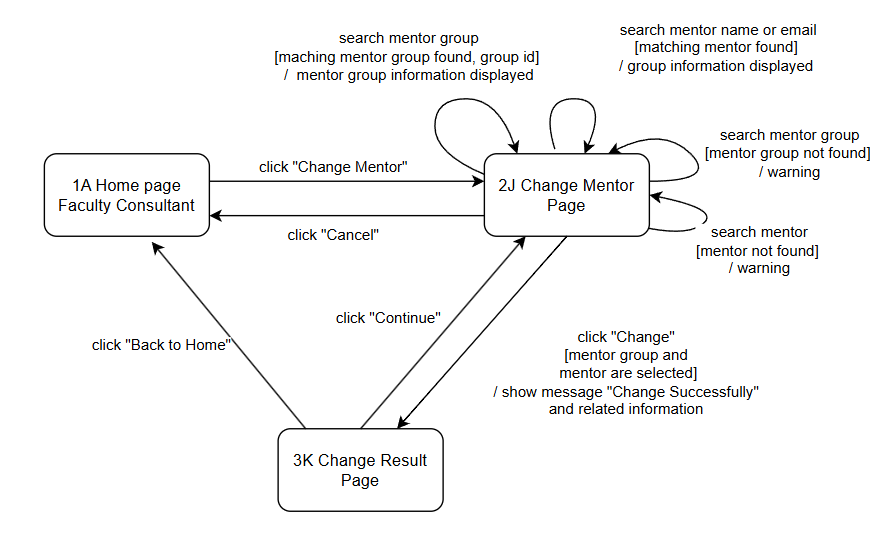 search mentor group
[maching mentor group found, group id]
/ mentor group information displayed
search mentor name or email
[matching mentor found]
/ group information displayed
search mentor group
[mentor group not found]
/ warning
1A Home page
Faculty Consultant
click "Change Mentor"
2J Change Mentor
Page
click "Cancel"
search mentor
[mentor not found]
/ warning
click "Continue"
click "Back to Home"
click "Change"
[mentor group and
mentor are selected]
/ show message "Change Successfully"
and related information
3K Change Result
Page